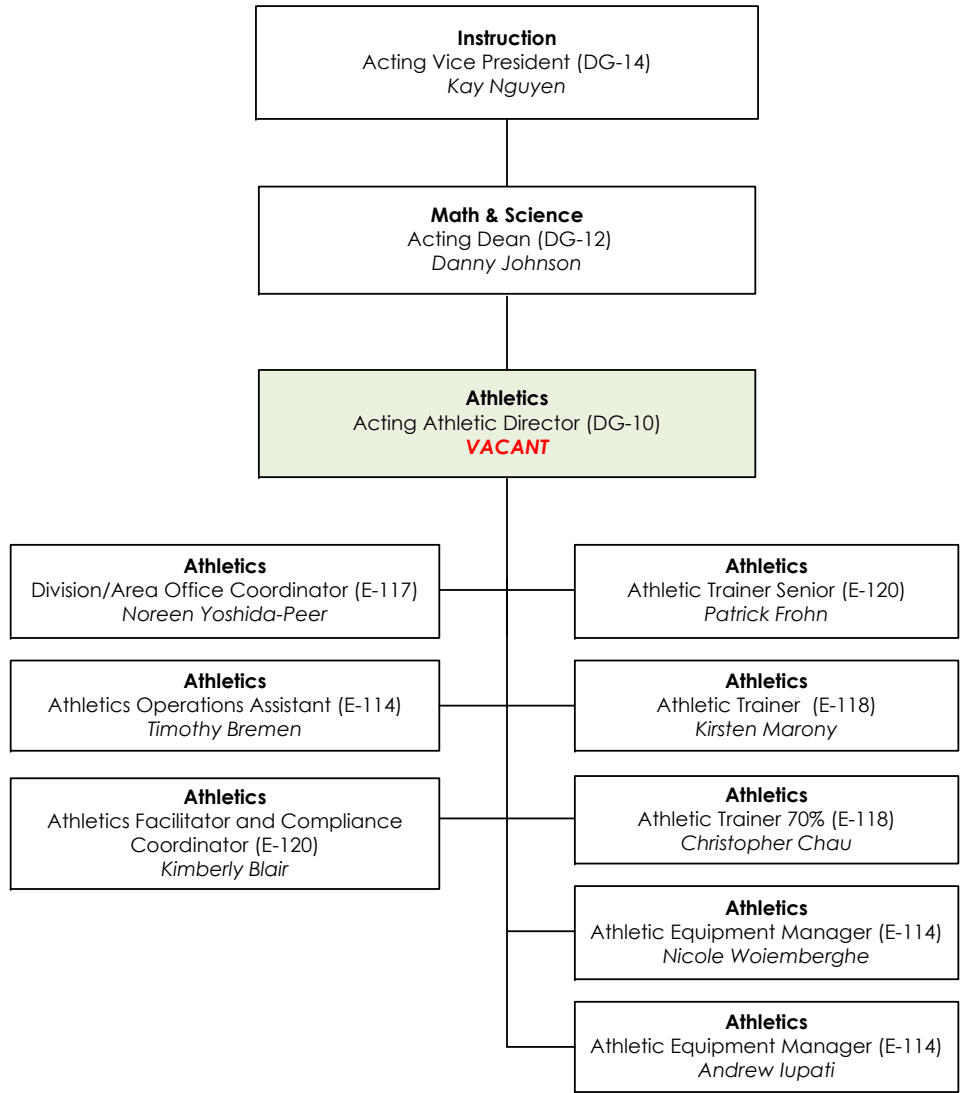 Instruction
Acting Vice President (DG-14)
Kay Nguyen
Math & Science
Acting Dean (DG-12)
Danny Johnson
Athletics
Acting Athletic Director (DG-10)
VACANT
Athletics
Division/Area Office Coordinator (E-117)
Noreen Yoshida-Peer
Athletics
Athletics Operations Assistant (E-114)
Timothy Bremen
Athletics
Athletics Facilitator and Compliance
Coordinator (E-120)
Kimberly Blair
Athletics
Athletic Trainer Senior (E-120)
Patrick Frohn
Athletics
Athletic Trainer  (E-118)
Kirsten Marony
Athletics
Athletic Trainer 70% (E-118)
Christopher Chau
Athletics
Athletic Equipment Manager (E-114)
Nicole Woiemberghe
Athletics
Athletic Equipment Manager (E-114)
Andrew Iupati